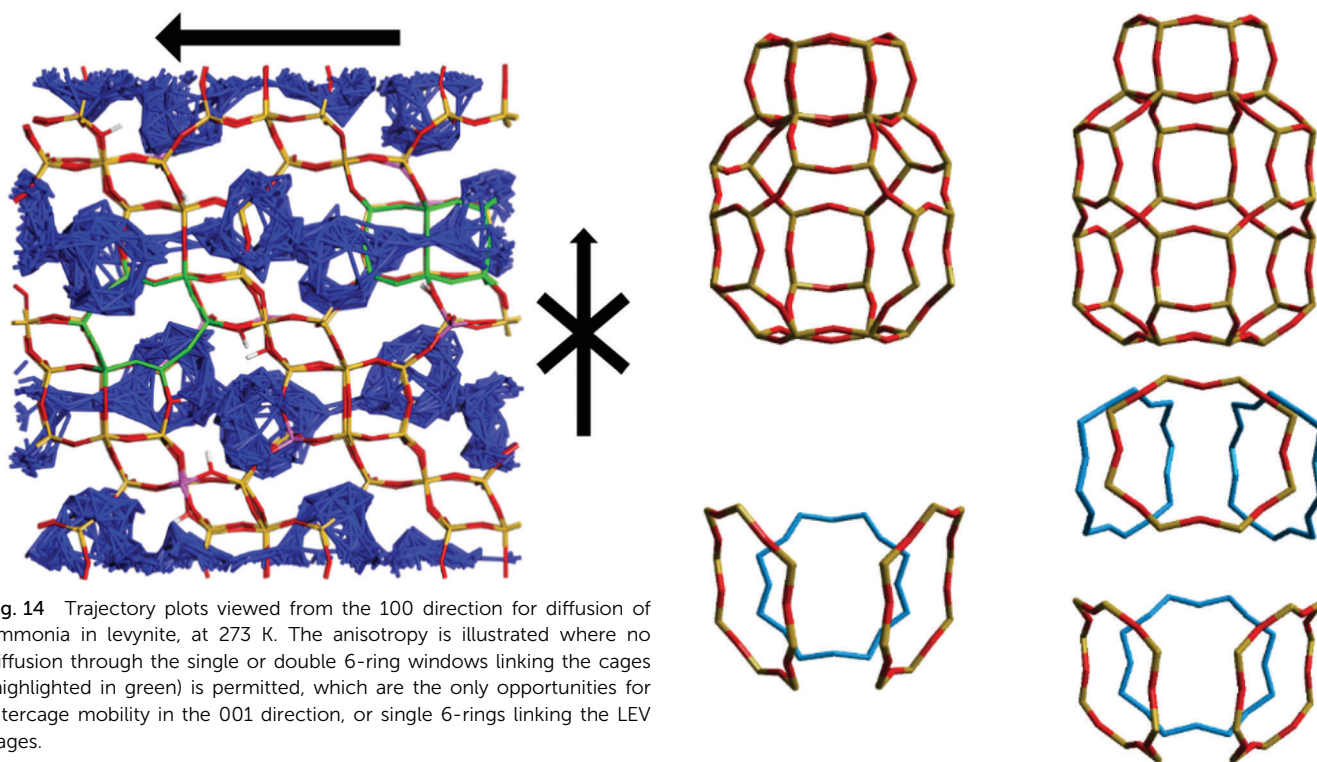 ig. 14 Trajectory plots viewed from the 100 direction for diffusion of
mmonia in levynite, at 273 K. The anisotropy is illustrated where no
iffusion through the single or double 6-ring windows linking the cages
highlighted in green) is permitted, which are the only opportunities for
tercage mobility in the 001 direction, or single 6-rings linking the LEV
ages.